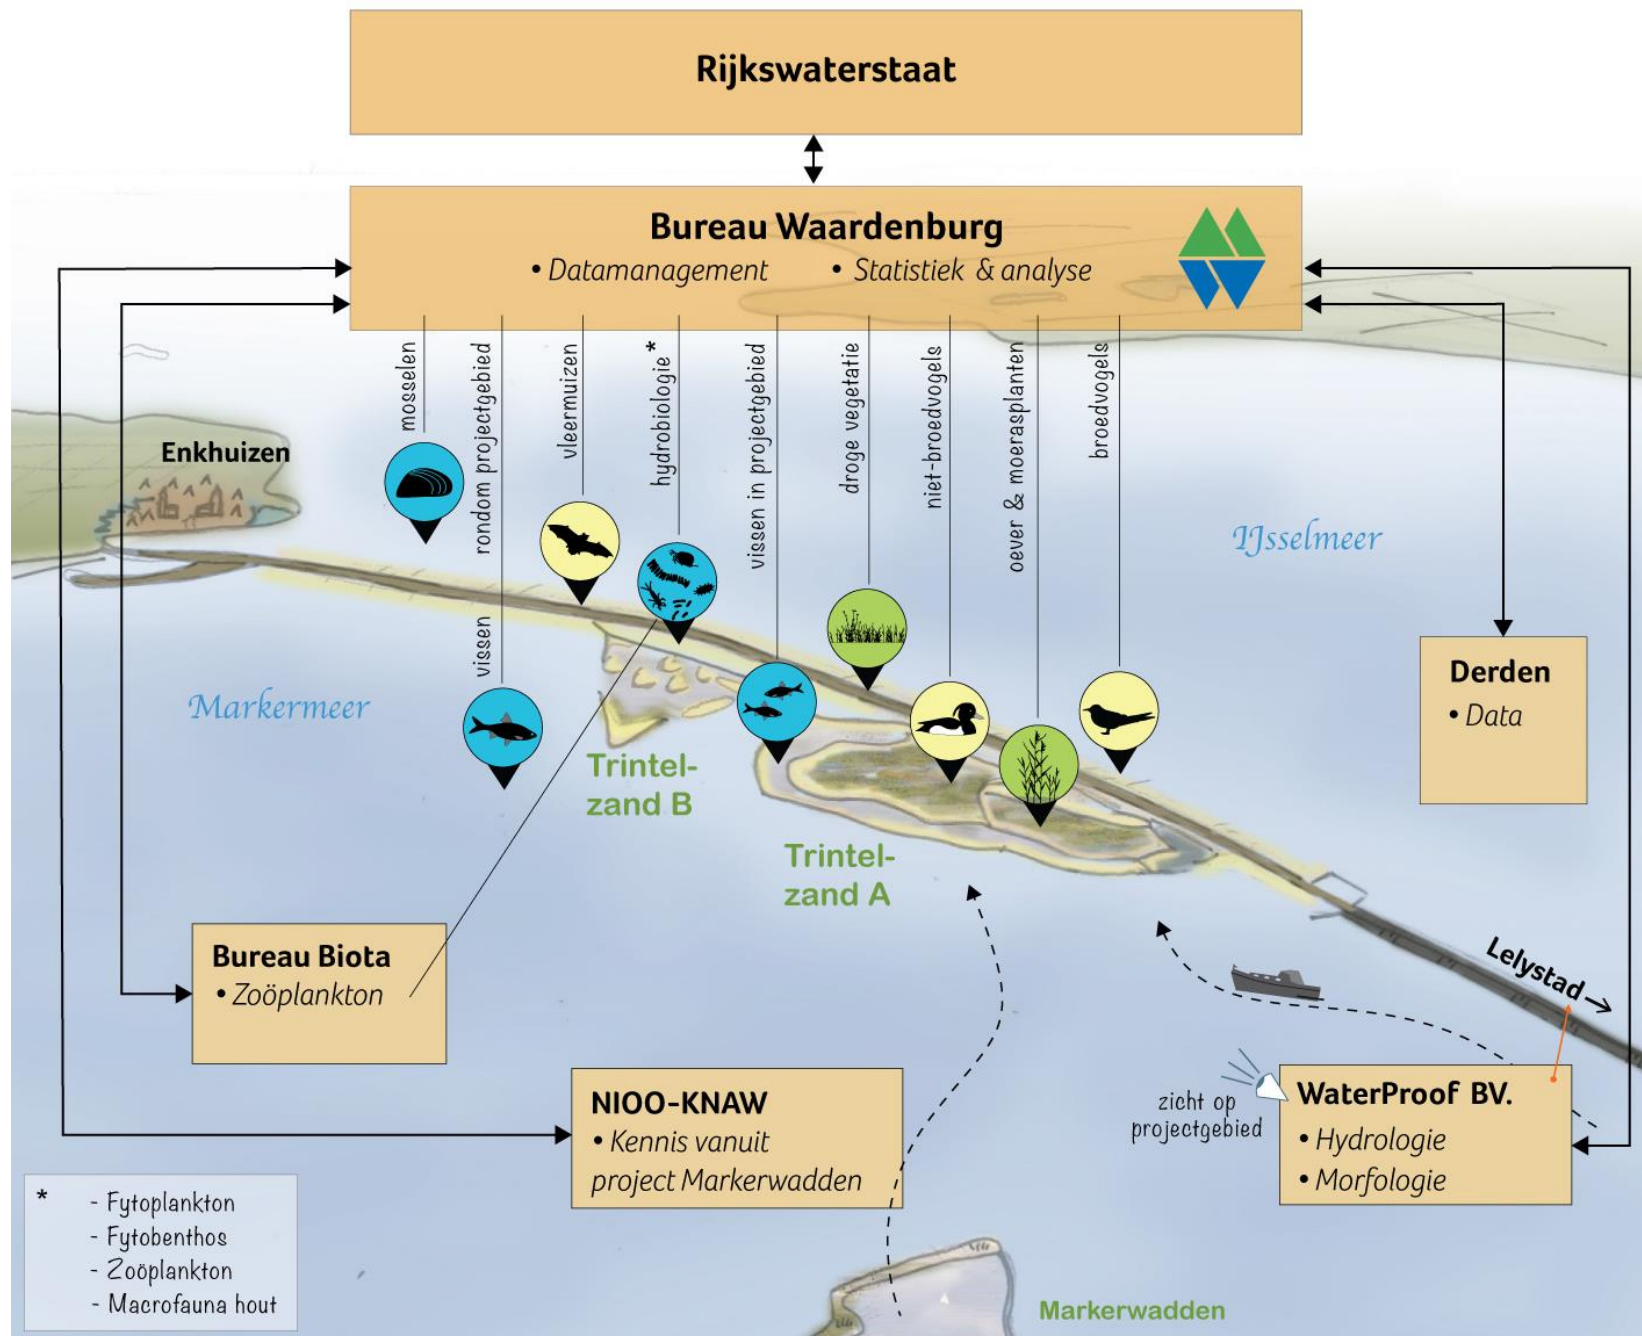 Rijkswaterstaat
Bureau Waardenburg
• Datamanagement
• Statistiek & analyse
mosselen
vissen rondom projectgebied
vleermuizen
hydrobiologie*
vissen in projectgebied
droge vegetatie
niet-broedvogels
oever & moerasplanten
broedvogels
Enkhuizen
IJsselmeer
Markermeer
Trintel-
zand B
Trintel-
zand A
Derden
• Data
Bureau Biota
• Zoöplankton
Lelystad →
NIOO-KNAW
• Kennis vanuit
project Markerwadden
zicht op
projectgebied
WaterProof BV.
• Hydrologie
• Morfologie
* - Fytoplankton
- Fytobenthos
- Zoöplankton
- Macrofauna hout
Markerwadden